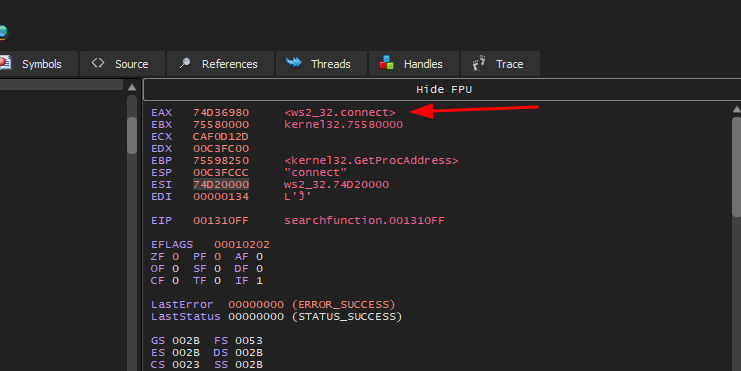 Symbols Source References Threads Handles Trace
Hide FPU
EAX 74D36980 <ws2_32.connect>
EBX 75580000 kernel32.75580000
ECX CAF0D12D
EDX 00C3FC00
EBP 75598250 <kernel32.GetProcAddress>
ESP 00C3FCCC "connect"
ESI 74D20000 ws2_32.74D20000
EDI 00000134 L'Ĵ'
EIP 001310FF searchfunction.001310FF
EFLAGS 00010202
ZF 0 PF 0 AF 0
OF 0 SF 0 DF 0
CF 0 TF 0 IF 1
LastError 00000000 (ERROR_SUCCESS)
LastStatus 00000000 (STATUS_SUCCESS)
GS 002B FS 0053
ES 002B DS 002B
CS 0023 SS 002B